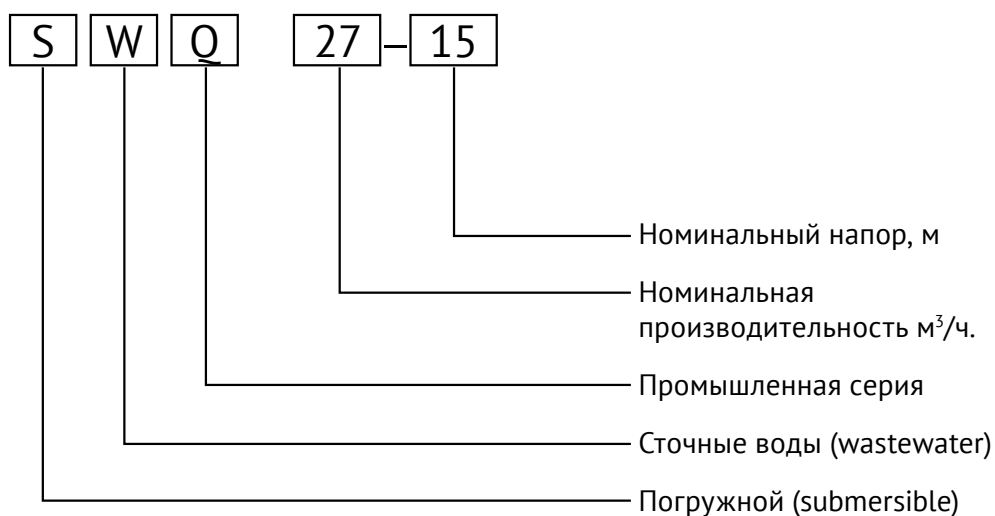 S W Q 27–15
Номинальный напор, м
Номинальная
производительность м³/ч.
Промышленная серия
Сточные воды (wastewater)
Погружной (submersible)